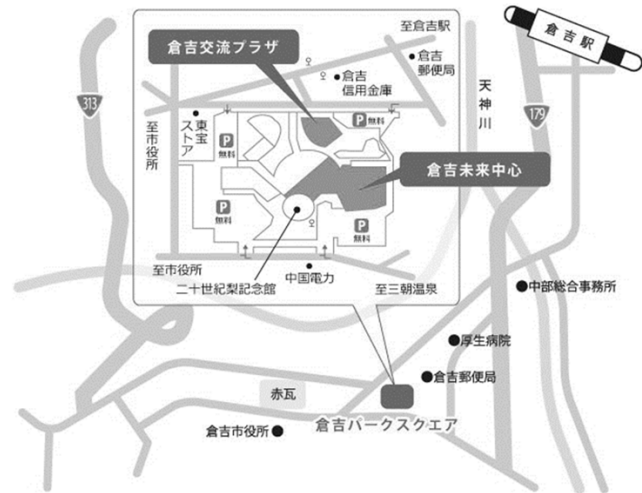 至倉吉駅
倉吉交流プラザ
倉吉
郵便局
倉吉
信用金庫
倉吉駅
313
天神川
179
至市役所
東宝
ストア
P
無料
P
無料
倉吉未来中心
P
無料
P
無料
至市役所
中国電力
二十世紀梨記念館
至三朝温泉
中部総合事務所
厚生病院
倉吉郵便局
赤瓦
倉吉パークスクエア
倉吉市役所